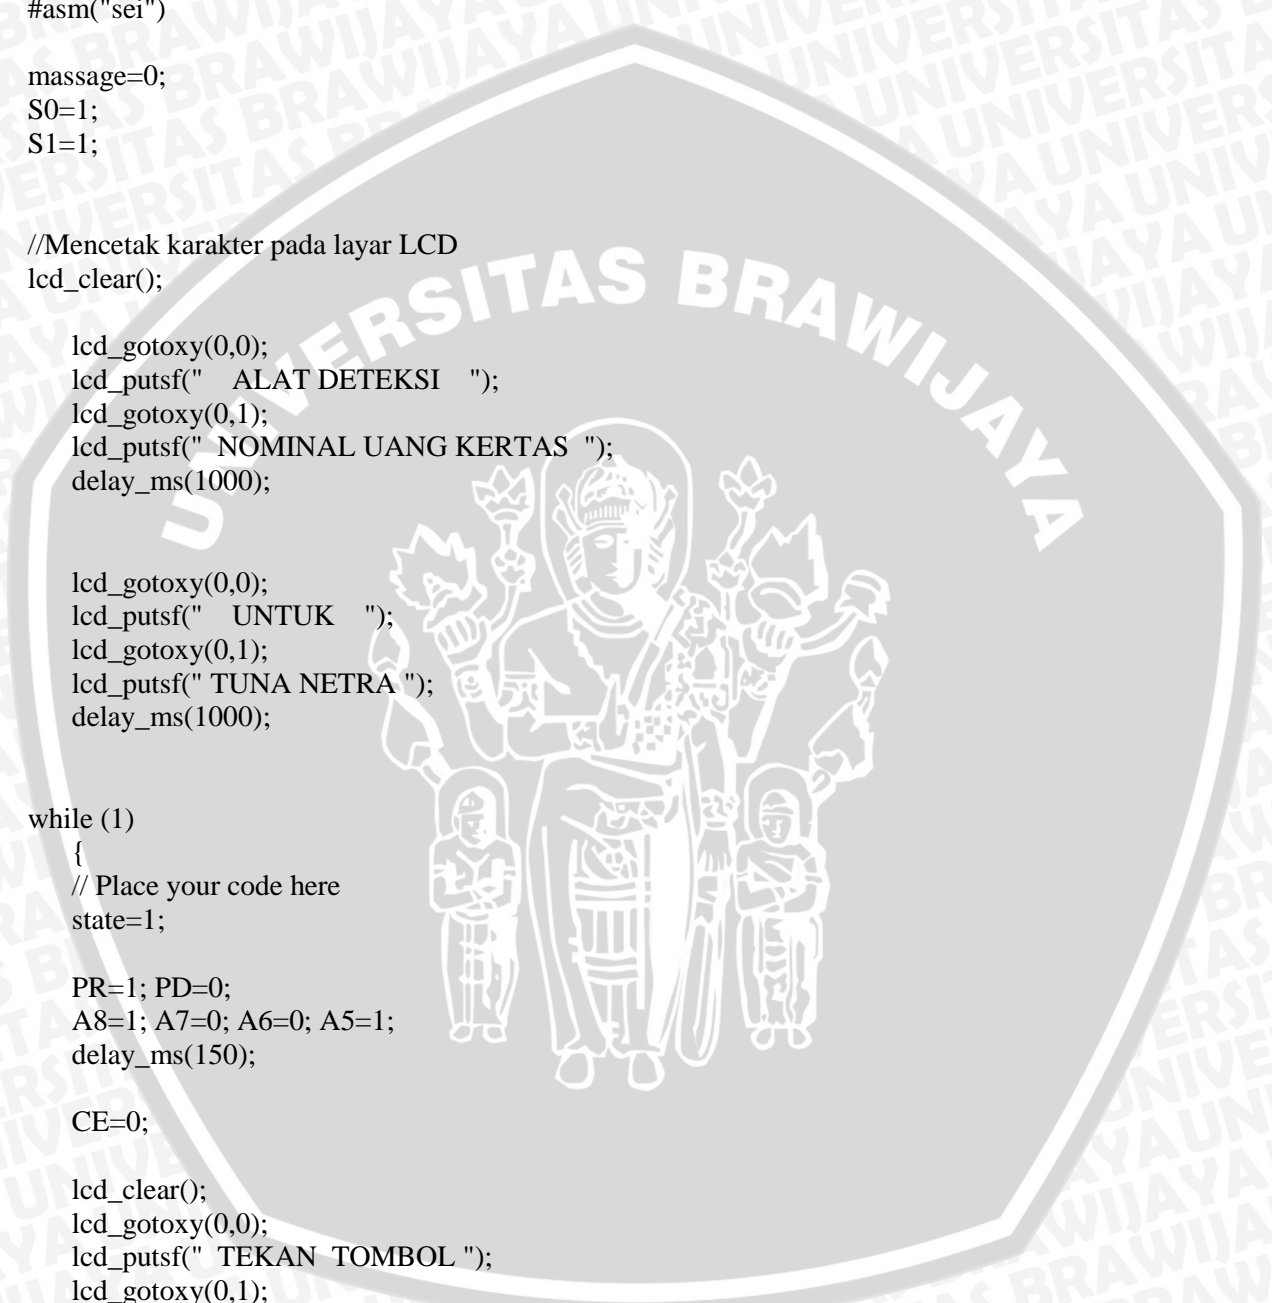 #asm("sei")
massage=0;
S0=1;
S1=1;
//Mencetak karakter pada layar LCD
lcd_clear();
lcd_gotoxy(0,0);
lcd_putsf("    ALAT DETEKSI    ");
lcd_gotoxy(0,1);
lcd_putsf("  NOMINAL UANG KERTAS  ");
delay_ms(1000);
lcd_gotoxy(0,0);
lcd_putsf("    UNTUK    ");
lcd_gotoxy(0,1);
lcd_putsf(" TUNA NETRA ");
delay_ms(1000);
while (1)
{
// Place your code here
state=1;
PR=1; PD=0;
A8=1; A7=0; A6=0; A5=1;
delay_ms(150);
CE=0;
lcd_clear();
lcd_gotoxy(0,0);
lcd_putsf("  TEKAN  TOMBOL ");
lcd_gotoxy(0,1);
UNIVERSITAS BRAWIJAYA